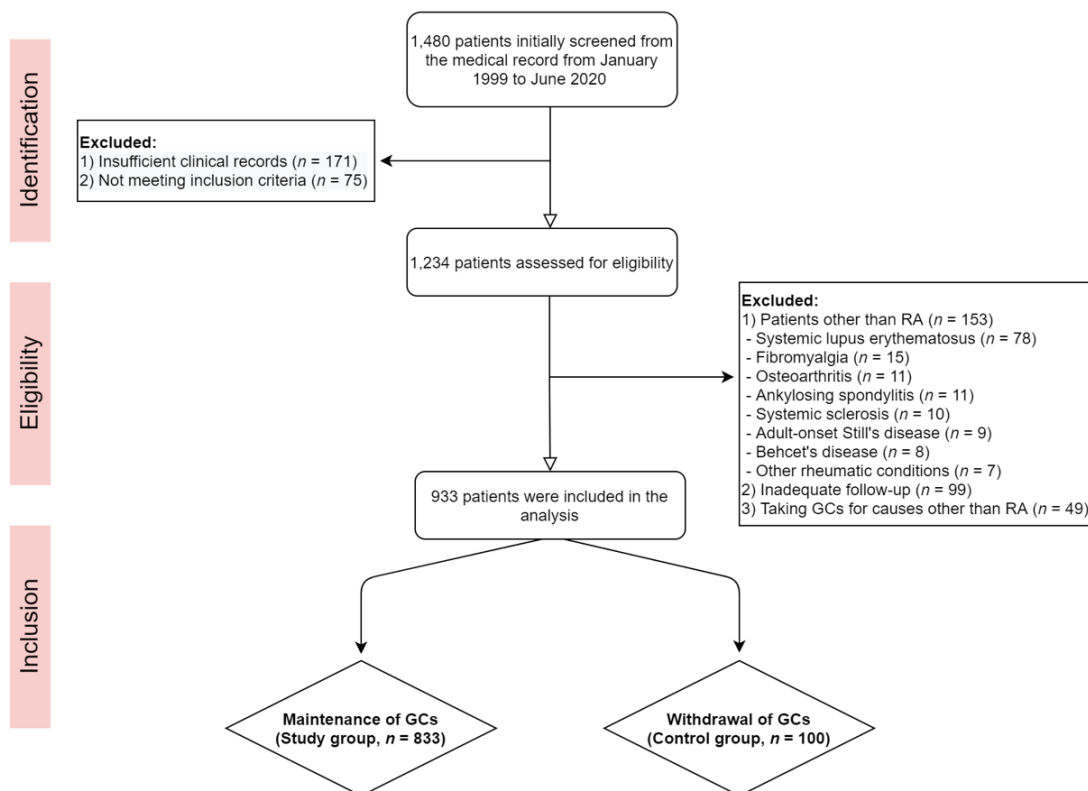 Identification
1,480 patients initially screened from
the medical record from January
1999 to June 2020
Excluded:
1) Insufficient clinical records (n = 171)
2) Not meeting inclusion criteria (n = 75)
1,234 patients assessed for eligibility
Eligibility
Excluded:
1) Patients other than RA (n = 153)
- Systemic lupus erythematosus (n = 78)
- Fibromyalgia (n = 15)
- Osteoarthritis (n = 11)
- Ankylosing spondylitis (n = 11)
- Systemic sclerosis (n = 10)
- Adult-onset Still's disease (n = 9)
- Behcet's disease (n = 8)
- Other rheumatic conditions (n = 7)
2) Inadequate follow-up (n = 99)
3) Taking GCs for causes other than RA (n = 49)
933 patients were included in the
analysis
Inclusion
Maintenance of GCs
(Study group, n = 833)
Withdrawal of GCs
(Control group, n = 100)